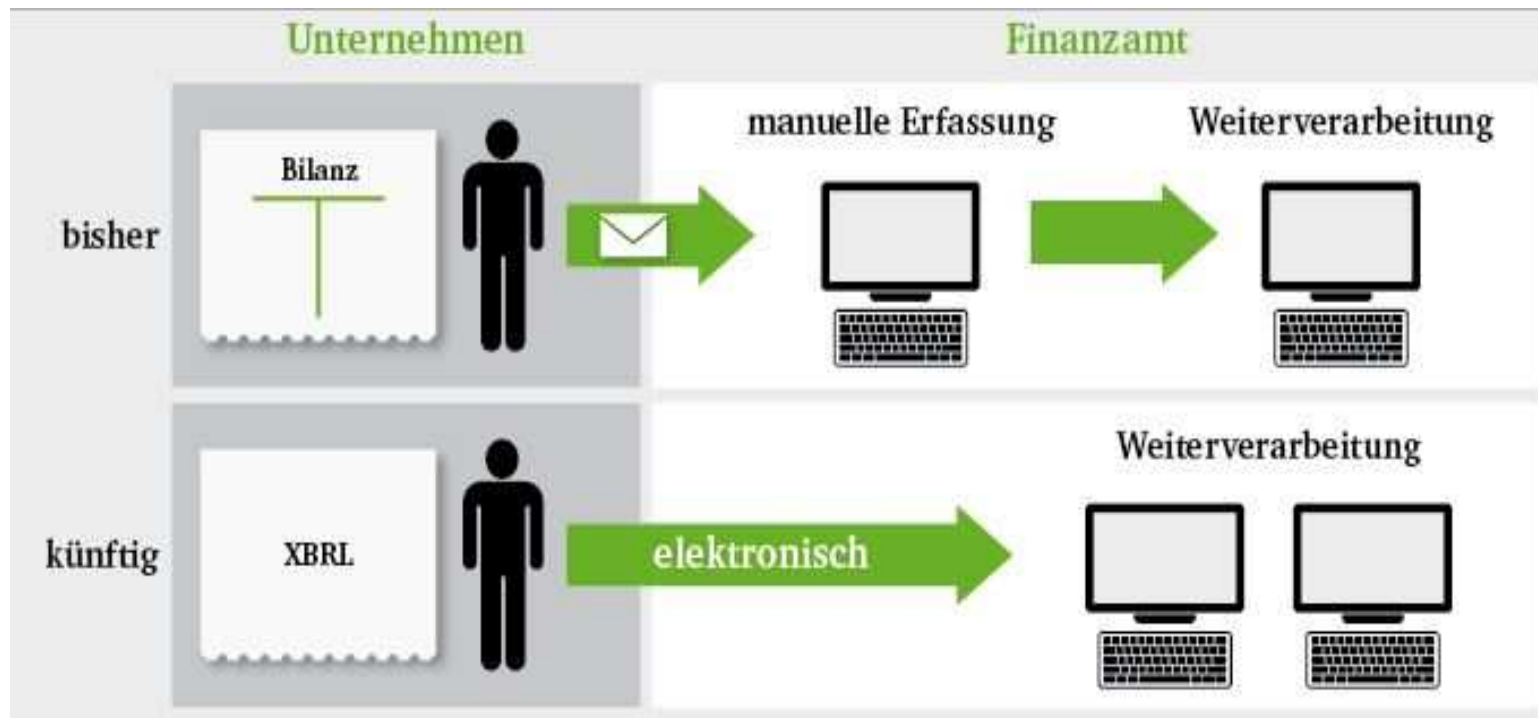 Unternehmen
Finanzamt
bisher
Bilanz
manuelle Erfassung
Weiterverarbeitung
künftig
XBRL
elektronisch
Weiterverarbeitung